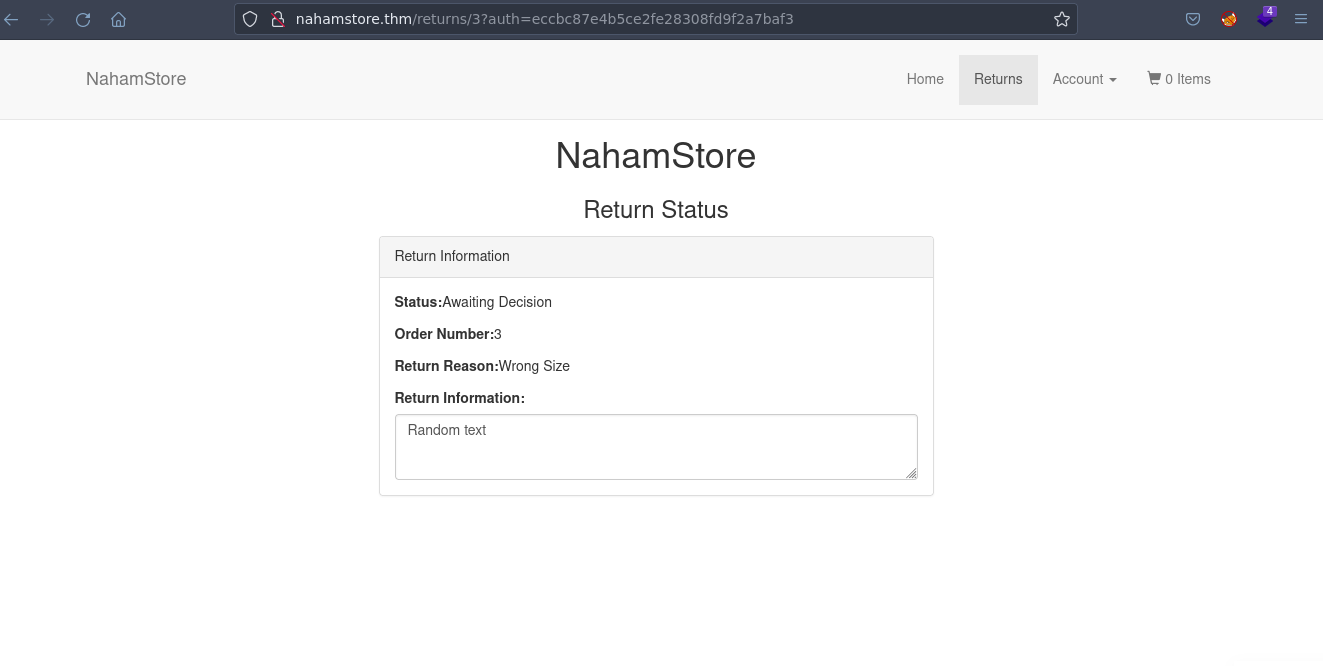 nahamstore.thm/returns/3?auth=eccbc87e4b5ce2fe28308fd9f2a7baf3
4
NahamStore
Home
Returns
Account
0 Items
NahamStore
Return Status
Return Information
Status:Awaiting Decision
Order Number:3
Return Reason:Wrong Size
Return Information:
Random text